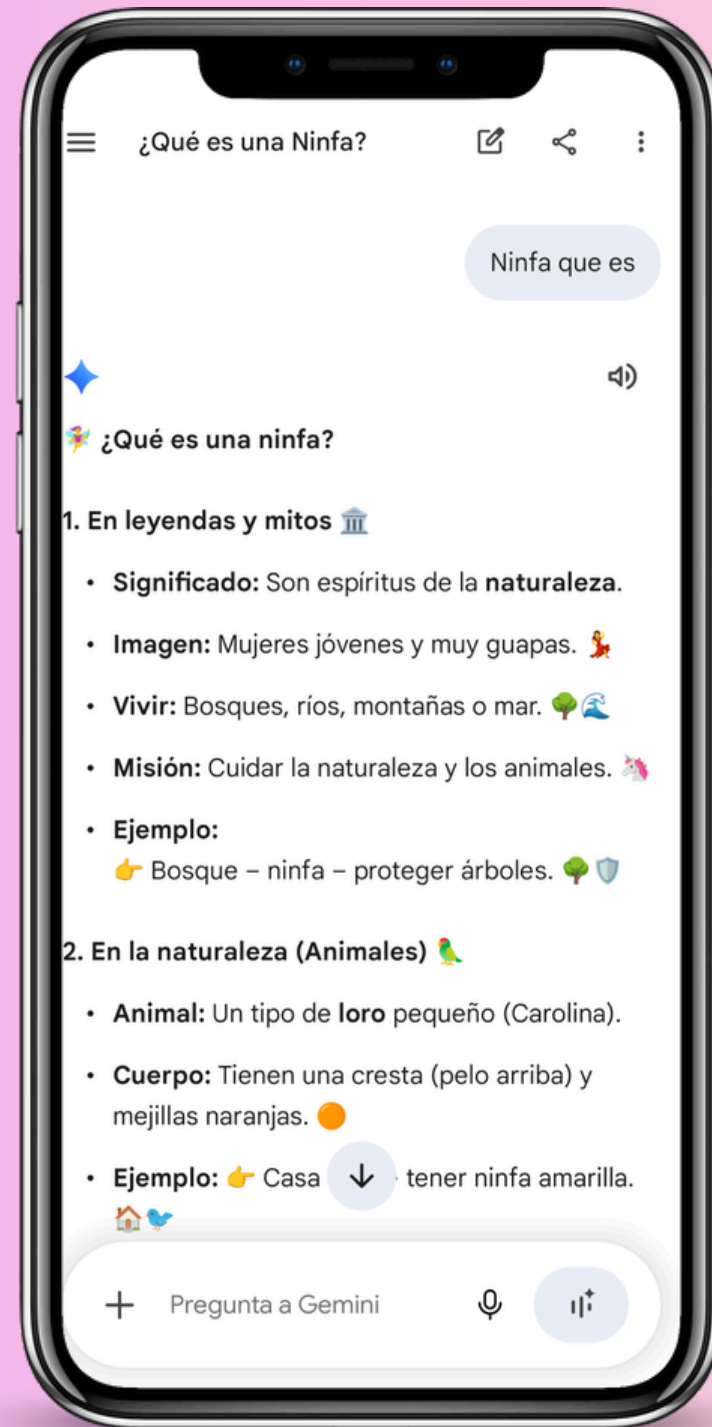 ¿Qué es una Ninfa?
Ninfa que es
¿Qué es una ninfa?
1. En leyendas y mitos
• Significado: Son espíritus de la naturaleza.
• Imagen: Mujeres jóvenes y muy guapas.
• Vivir: Bosques, ríos, montañas o mar.
• Misión: Cuidar la naturaleza y los animales.
• Ejemplo:
Bosque – ninfa – proteger árboles.
2. En la naturaleza (Animales)
• Animal: Un tipo de loro pequeño (Carolina).
• Cuerpo: Tienen una cresta (pelo arriba) y
mejillas naranjas.
• Ejemplo: Casa tener ninfa amarilla.
Pregunta a Gemini